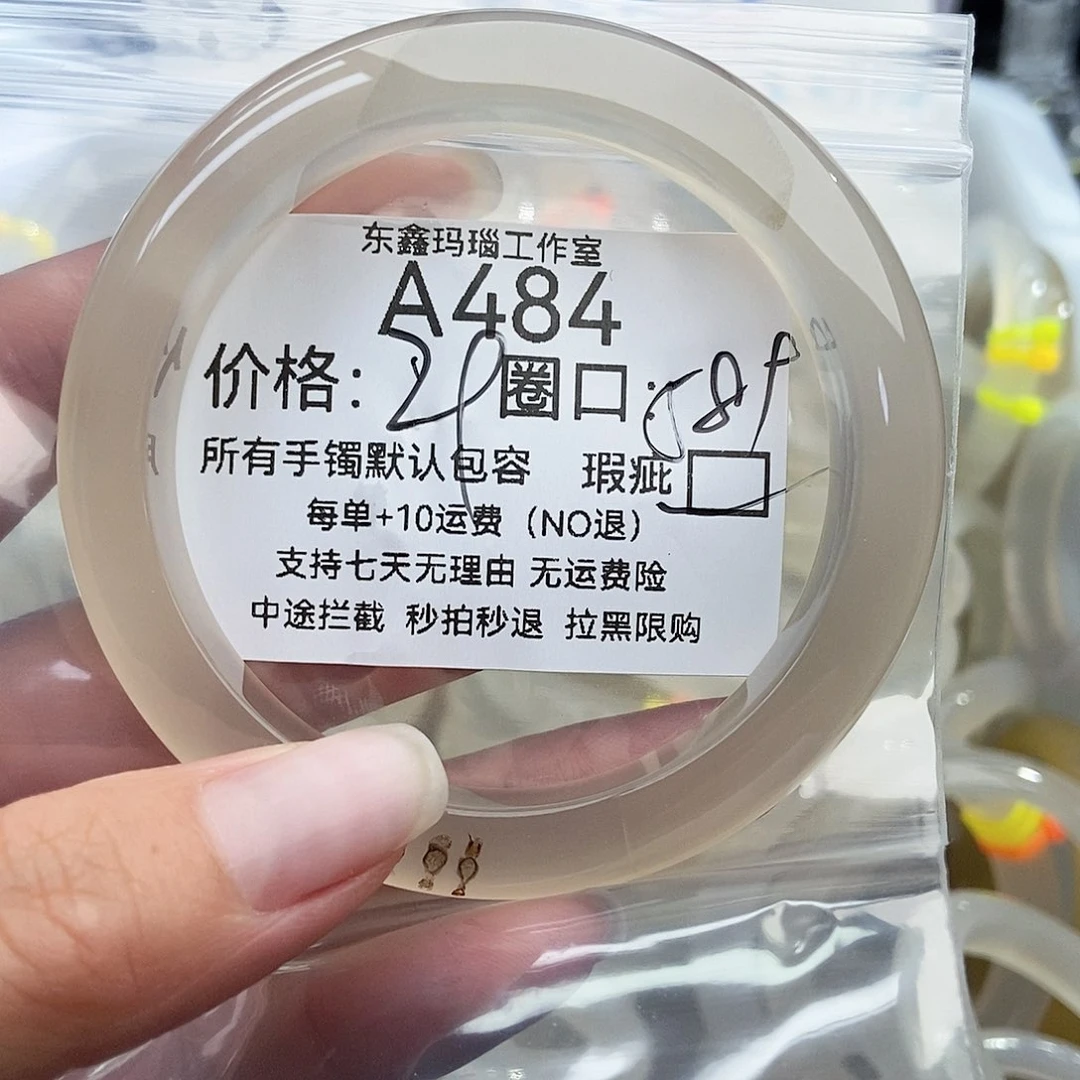 东鑫玛瑙工作室
A484
价格: 圈口: 58
所有手镯默认包容 瑕疵
每单+10运费 (NO退)
支持七天无理由 无运费险
中途拦截 秒拍秒退 拉黑限购